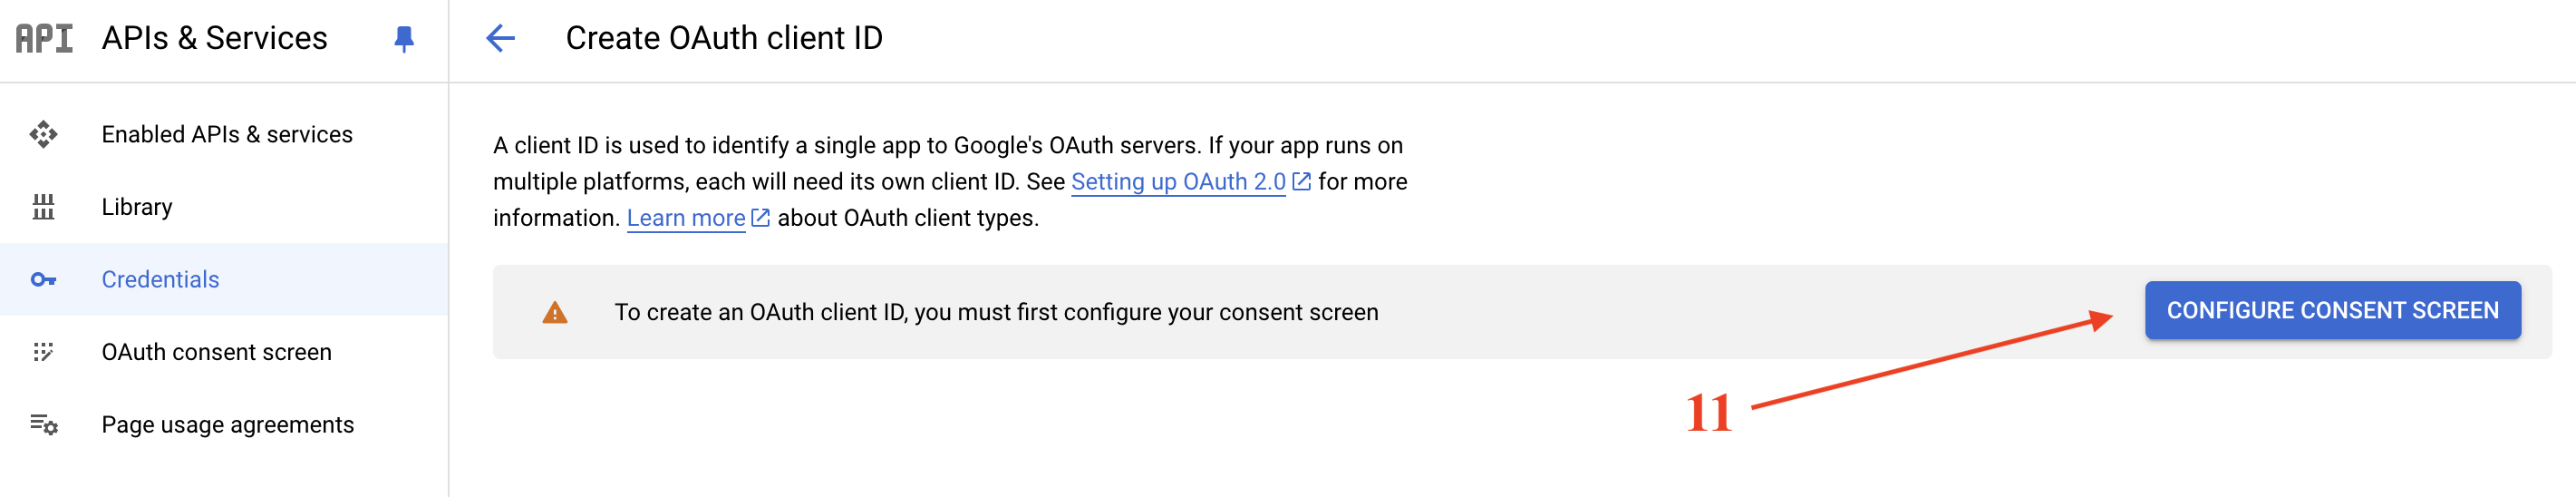 API APIs & Services
Create OAuth client ID
Enabled APIs & services
Library
Credentials
OAuth consent screen
Page usage agreements
A client ID is used to identify a single app to Google's OAuth servers. If your app runs on
multiple platforms, each will need its own client ID. See Setting up OAuth 2.0 for more
information. Learn more about OAuth client types.
To create an OAuth client ID, you must first configure your consent screen
CONFIGURE CONSENT SCREEN
11